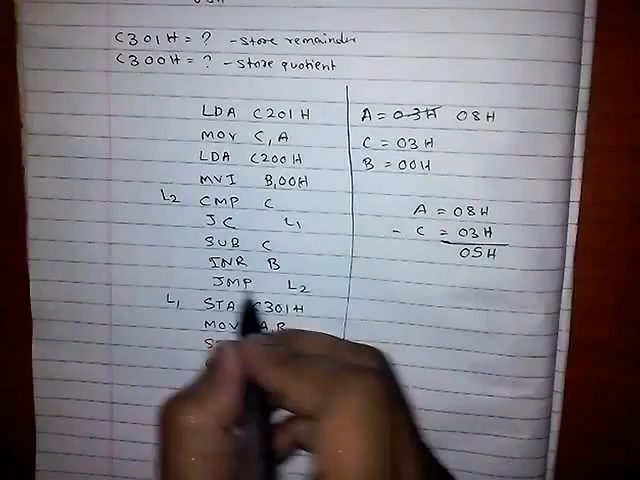 C301H = ? - store remainder
C300H = ? - store quotient
LDA C201H
MOV C, A
LDA C200H
MVI B,00H
L2 CMP C
JC L1
SUB C
INR B
JMP L2
L1 STA C301H
MOV A,B
A = 03H 08H
C = 03H
B = 00H
A = 08H
- C = 03H
05H